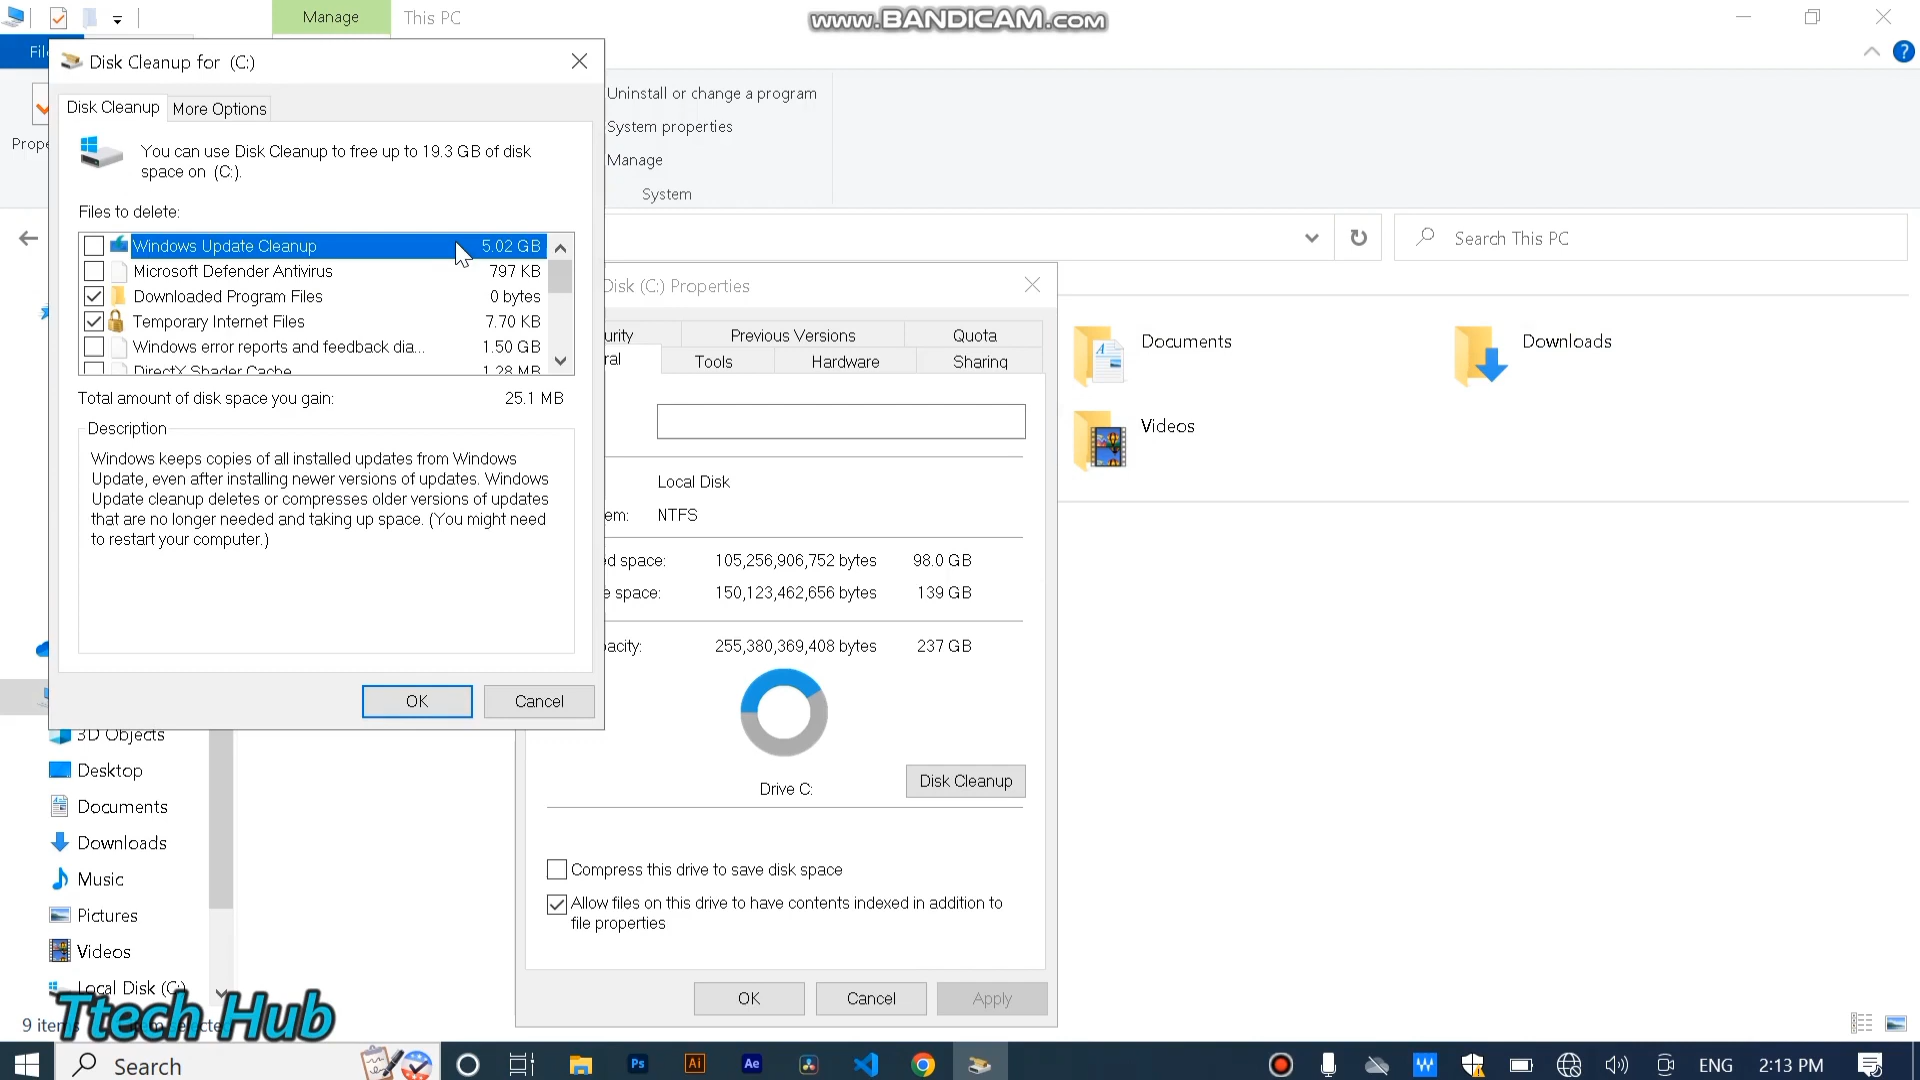 Manage
This PC
www.BANDICAM.com
Disk Cleanup for (C:)
Disk Cleanup
More Options
You can use Disk Cleanup to free up to 19.3 GB of disk
space on (C:).
Files to delete:
Windows Update Cleanup 5.02 GB
Microsoft Defender Antivirus 797 KB
Downloaded Program Files 0 bytes
Temporary Internet Files 7.70 KB
Windows error reports and feedback dia... 1.50 GB
DirectX Shader Cache 1.28 MB
Total amount of disk space you gain: 25.1 MB
Description
Windows keeps copies of all installed updates from Windows
Update, even after installing newer versions of updates. Windows
Update cleanup deletes or compresses older versions of updates
that are no longer needed and taking up space. (You might need
to restart your computer.)
OK
Cancel
Uninstall or change a program
System properties
Manage
System
Search This PC
Disk (C:) Properties
Previous Versions
Quota
Tools
Hardware
Sharing
Local Disk
em: NTFS
ed space: 105,256,906,752 bytes 98.0 GB
e space: 150,123,462,656 bytes 139 GB
acity: 255,380,369,408 bytes 237 GB
Drive C:
Disk Cleanup
Compress this drive to save disk space
Allow files on this drive to have contents indexed in addition to
file properties
OK
Cancel
Apply
Documents
Downloads
Videos
3D Objects
Desktop
Documents
Downloads
Music
Pictures
Videos
Local Disk (C:)
Ttech Hub
Search
Ps
Ai
Ae
W
ENG
2:13 PM